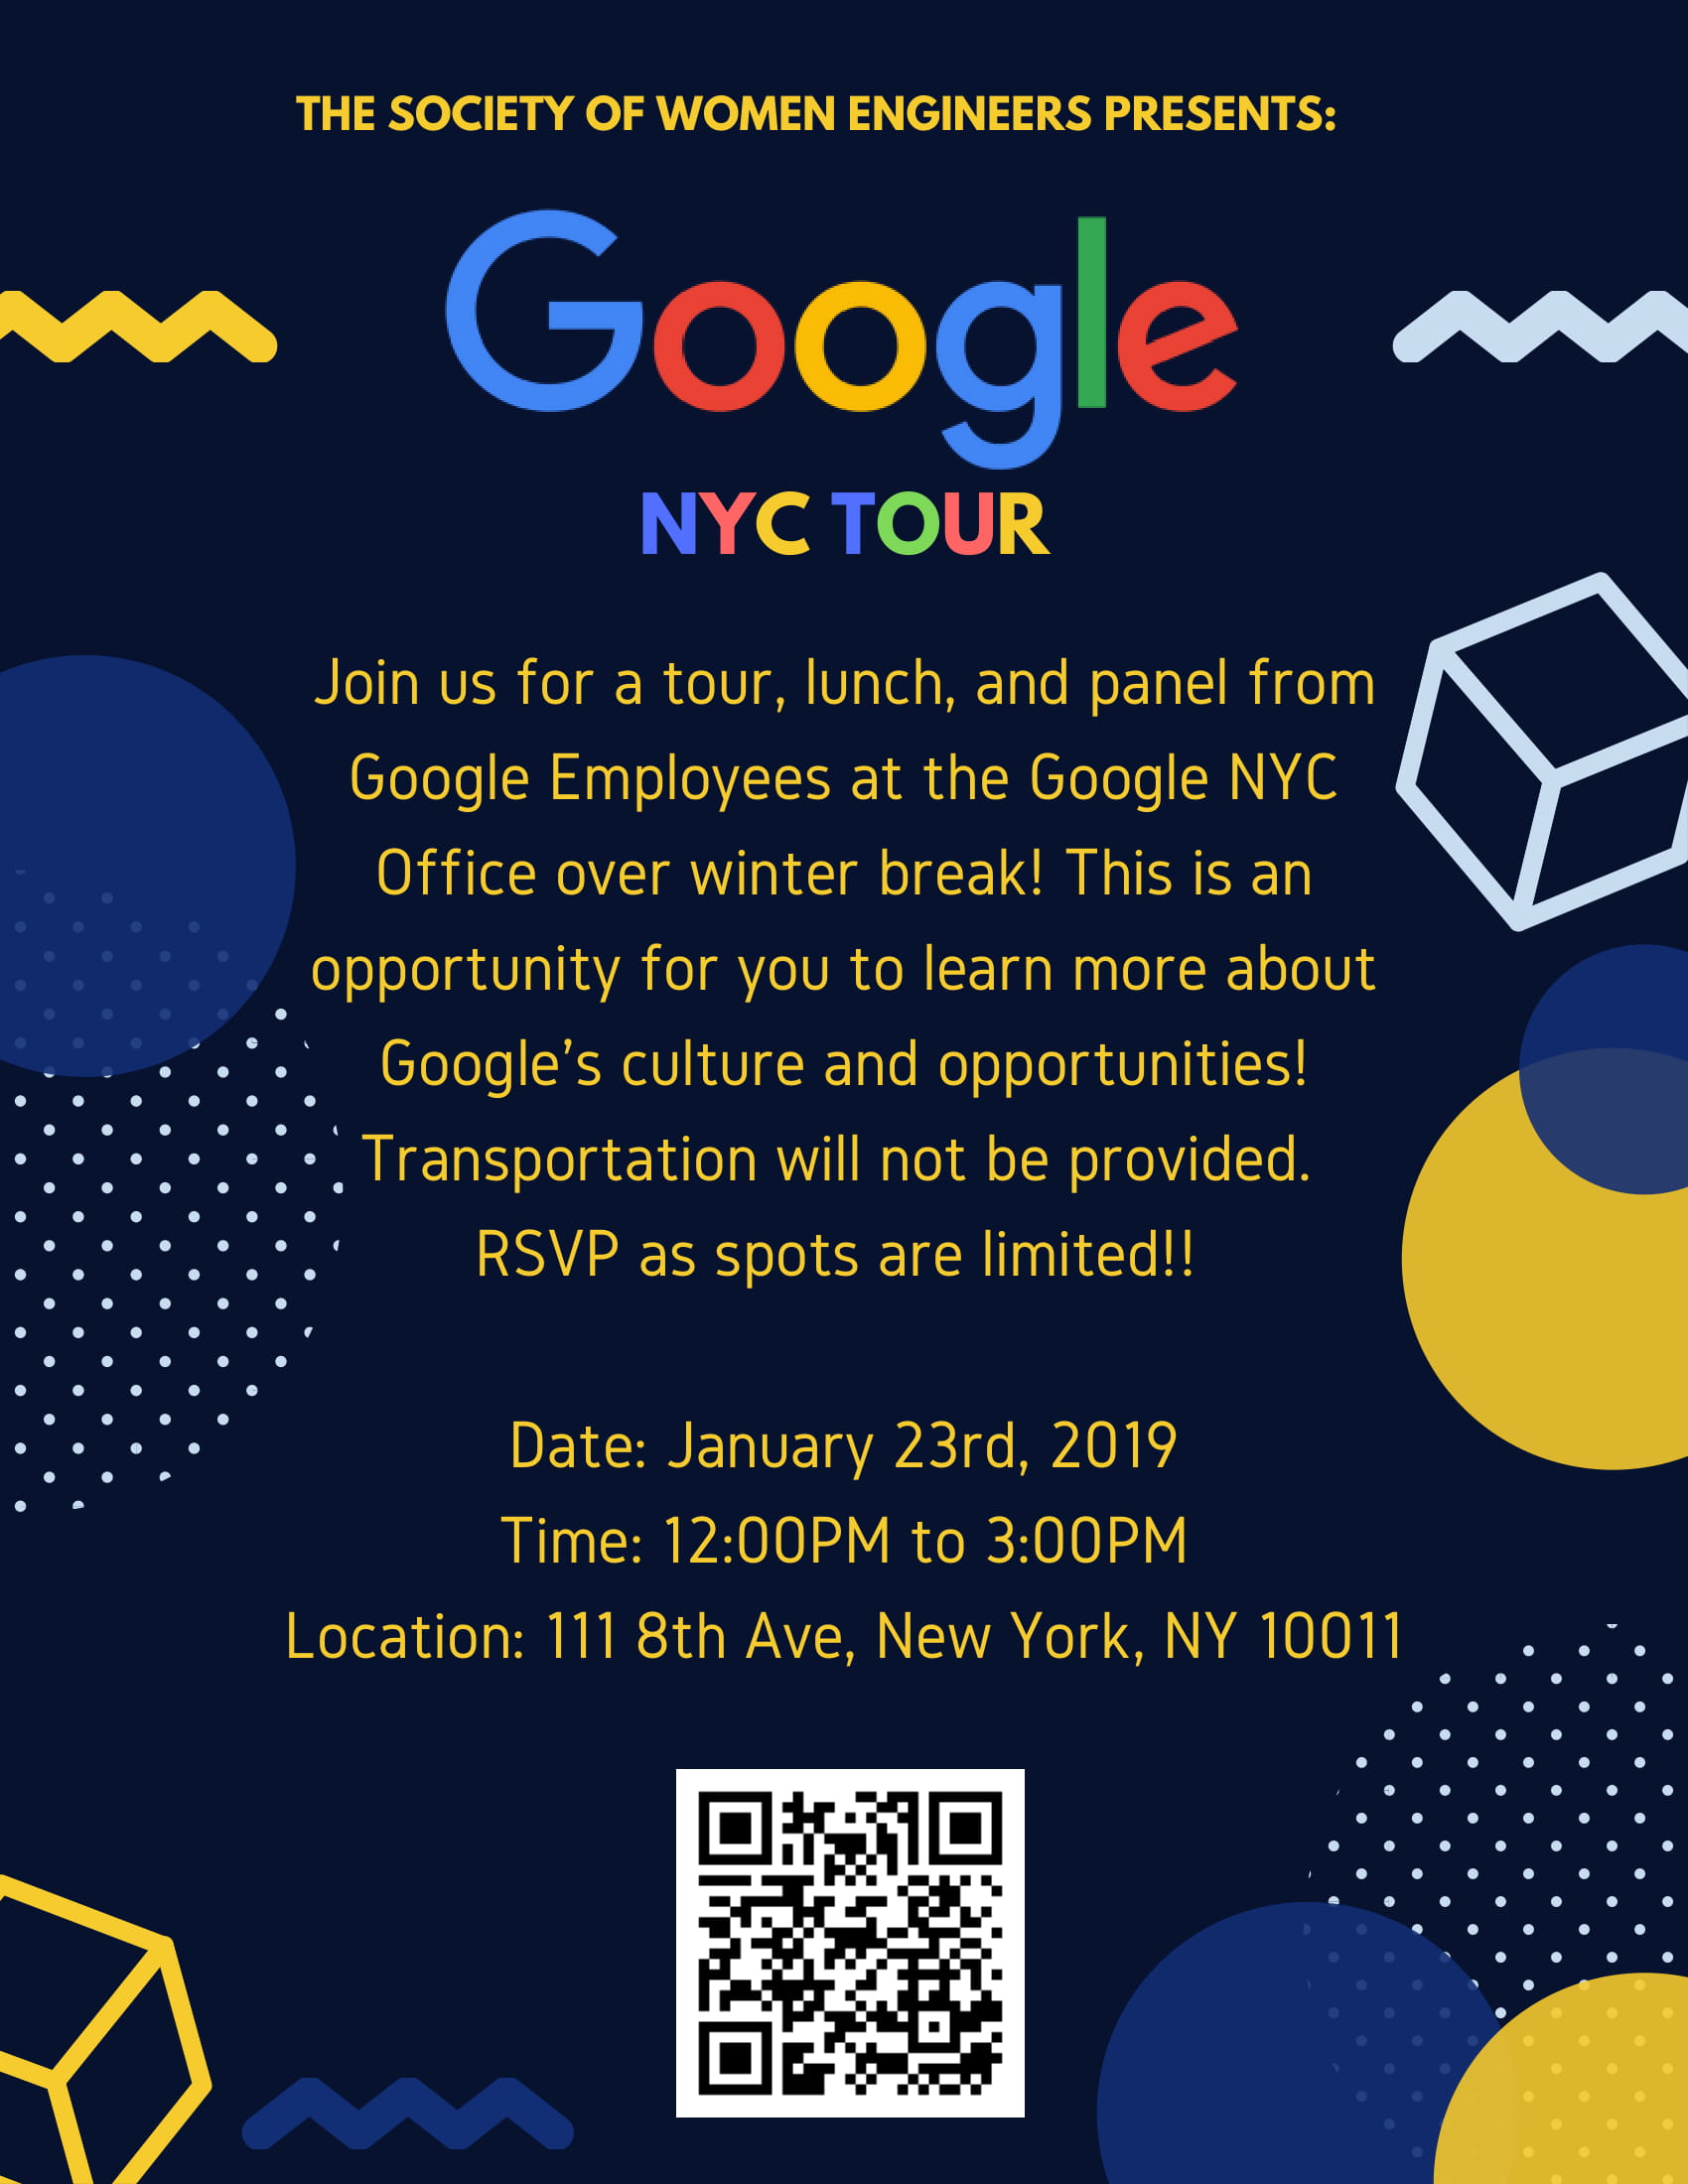 THE SOCIETY OF WOMEN ENGINEERS PRESENTS:
Google
NYC TOUR
Join us for a tour, lunch, and panel from
Google Employees at the Google NYC
Office over winter break! This is an
opportunity for you to learn more about
Google’s culture and opportunities!
Transportation will not be provided.
RSVP as spots are limited!!
Date: January 23rd, 2019
Time: 12:00PM to 3:00PM
Location: 111 8th Ave, New York, NY 10011